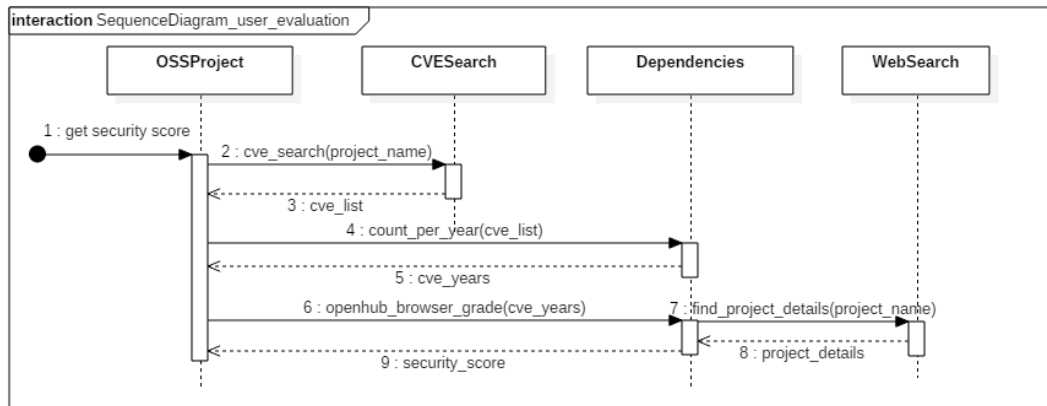 interaction SequenceDiagram_user_evaluation
OSSProject
CVESearch
Dependencies
WebSearch
1 : get security score
2 : cve_search(project_name)
3 : cve_list
4 : count_per_year(cve_list)
5 : cve_years
6 : openhub_browser_grade(cve_years)
7 : find_project_details(project_name)
8 : project_details
9 : security_score